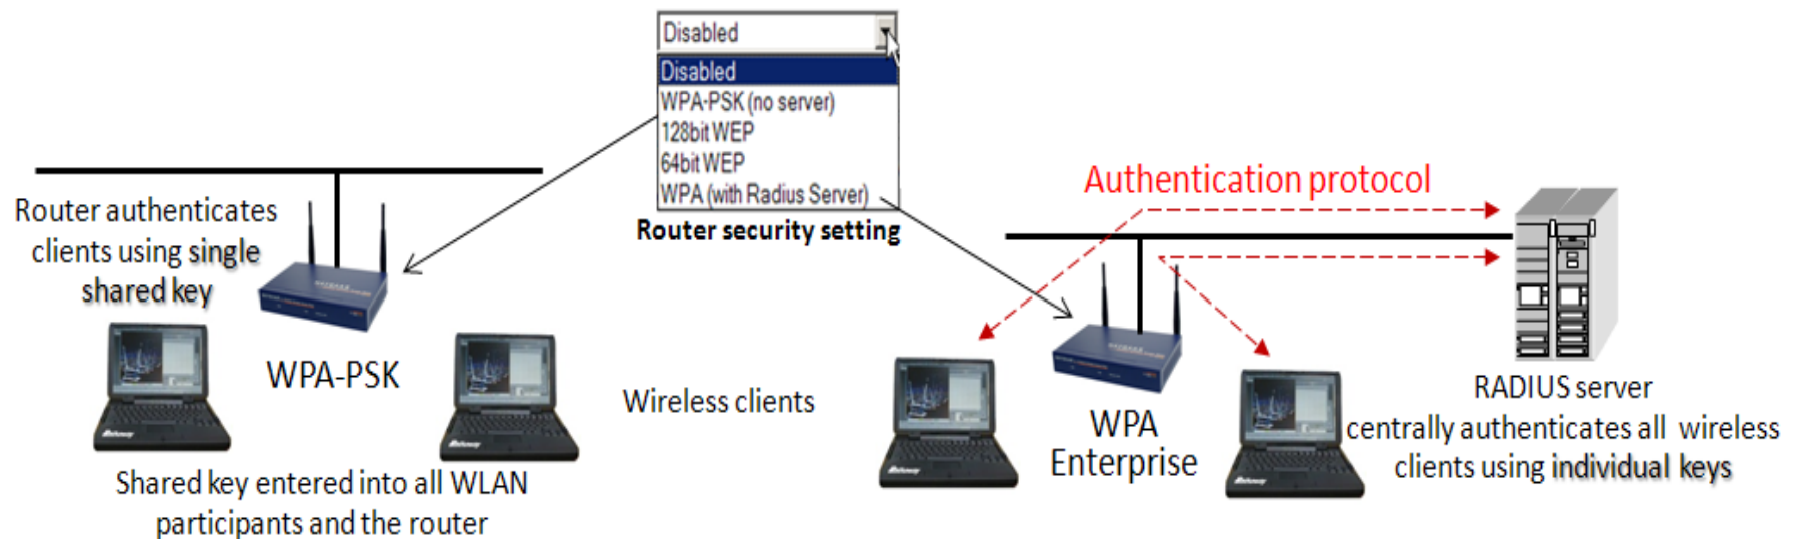 Disabled
Disabled
WPA-PSK (no server)
128bit WEP
64bit WEP
WPA (with Radius Server)
Router security setting
Router authenticates
clients using single
shared key
WPA-PSK
Shared key entered into all WLAN
participants and the router
Wireless clients
Authentication protocol
WPA
Enterprise
RADIUS server
centrally authenticates all wireless
clients using individual keys